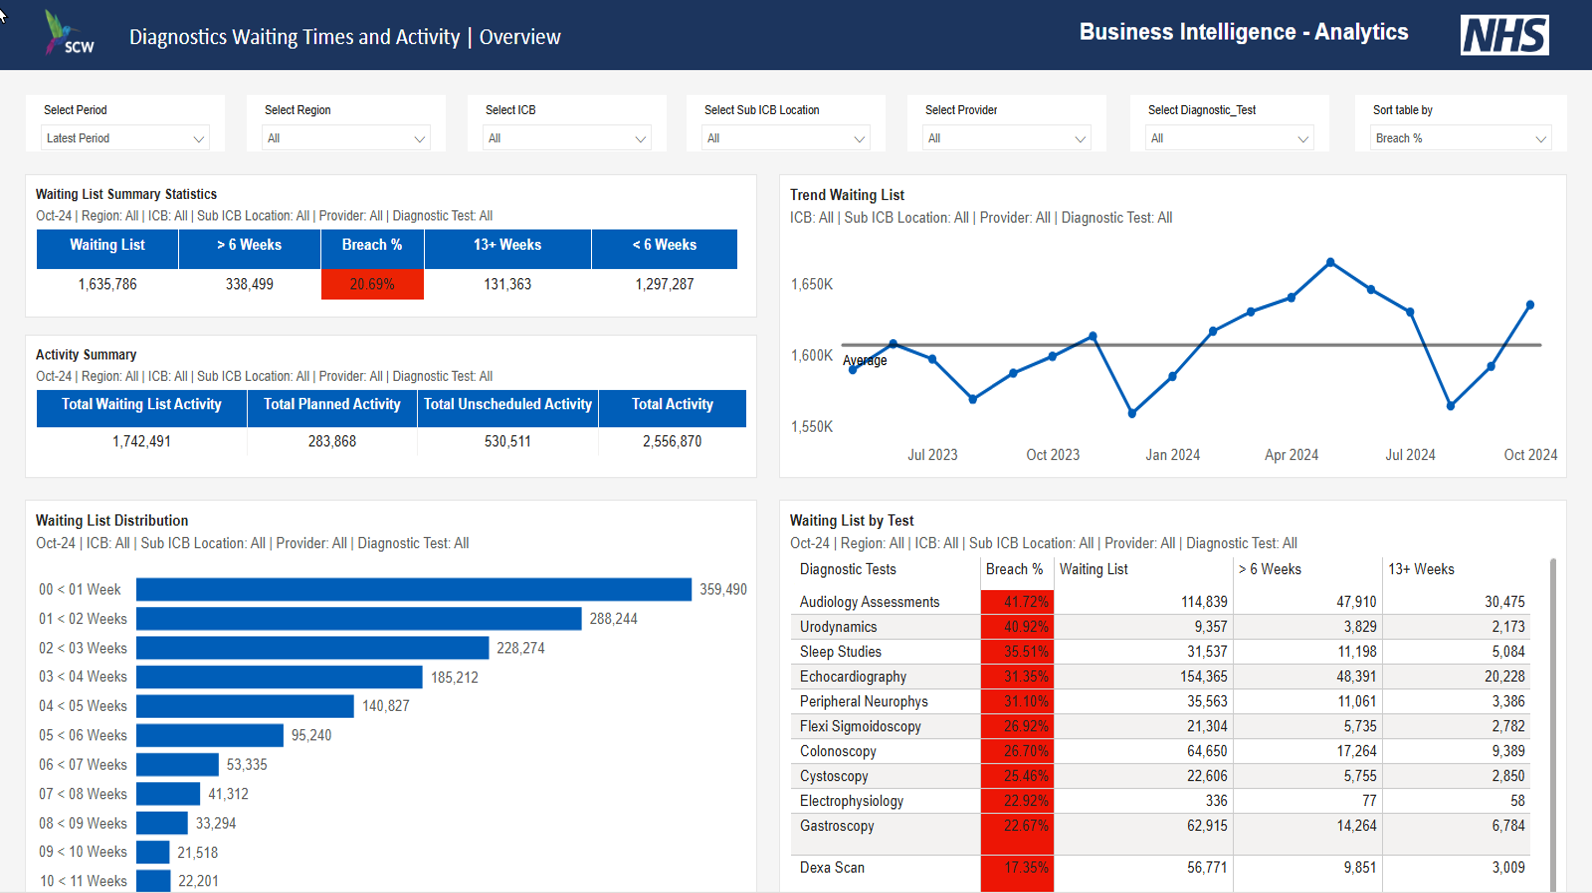 SCW
Diagnostics Waiting Times and Activity | Overview
Business Intelligence - Analytics
NHS
Select Period
Latest Period
Select Region
All
Select ICB
All
Select Sub ICB Location
All
Select Provider
All
Select Diagnostic_Test
All
Sort table by
Breach %
Waiting List Summary Statistics
Oct-24 | Region: All | ICB: All | Sub ICB Location: All | Provider: All | Diagnostic Test: All
Waiting List > 6 Weeks Breach % 13+ Weeks < 6 Weeks
1,635,786 338,499 20.69% 131,363 1,297,287
Activity Summary
Oct-24 | Region: All | ICB: All | Sub ICB Location: All | Provider: All | Diagnostic Test: All
Total Waiting List Activity Total Planned Activity Total Unscheduled Activity Total Activity
1,742,491 283,868 530,511 2,556,870
Trend Waiting List
ICB: All | Sub ICB Location: All | Provider: All | Diagnostic Test: All
1,650K
1,600K
Average
1,550K
Jul 2023 Oct 2023 Jan 2024 Apr 2024 Jul 2024 Oct 2024
Waiting List Distribution
Oct-24 | ICB: All | Sub ICB Location: All | Provider: All | Diagnostic Test: All
00 < 01 Week 359,490
01 < 02 Weeks 288,244
02 < 03 Weeks 228,274
03 < 04 Weeks 185,212
04 < 05 Weeks 140,827
05 < 06 Weeks 95,240
06 < 07 Weeks 53,335
07 < 08 Weeks 41,312
08 < 09 Weeks 33,294
09 < 10 Weeks 21,518
10 < 11 Weeks 22,201
Waiting List by Test
Oct-24 | Region: All | ICB: All | Sub ICB Location: All | Provider: All | Diagnostic Test: All
Diagnostic Tests Breach % Waiting List > 6 Weeks 13+ Weeks
Audiology Assessments 41.72% 114,839 47,910 30,475
Urodynamics 40.92% 9,357 3,829 2,173
Sleep Studies 35.51% 31,537 11,198 5,084
Echocardiography 31.35% 154,365 48,391 20,228
Peripheral Neurophys 31.10% 35,563 11,061 3,386
Flexi Sigmoidoscopy 26.92% 21,304 5,735 2,782
Colonoscopy 26.70% 64,650 17,264 9,389
Cystoscopy 25.46% 22,606 5,755 2,850
Electrophysiology 22.92% 336 77 58
Gastroscopy 22.67% 62,915 14,264 6,784
Dexa Scan 17.35% 56,771 9,851 3,009